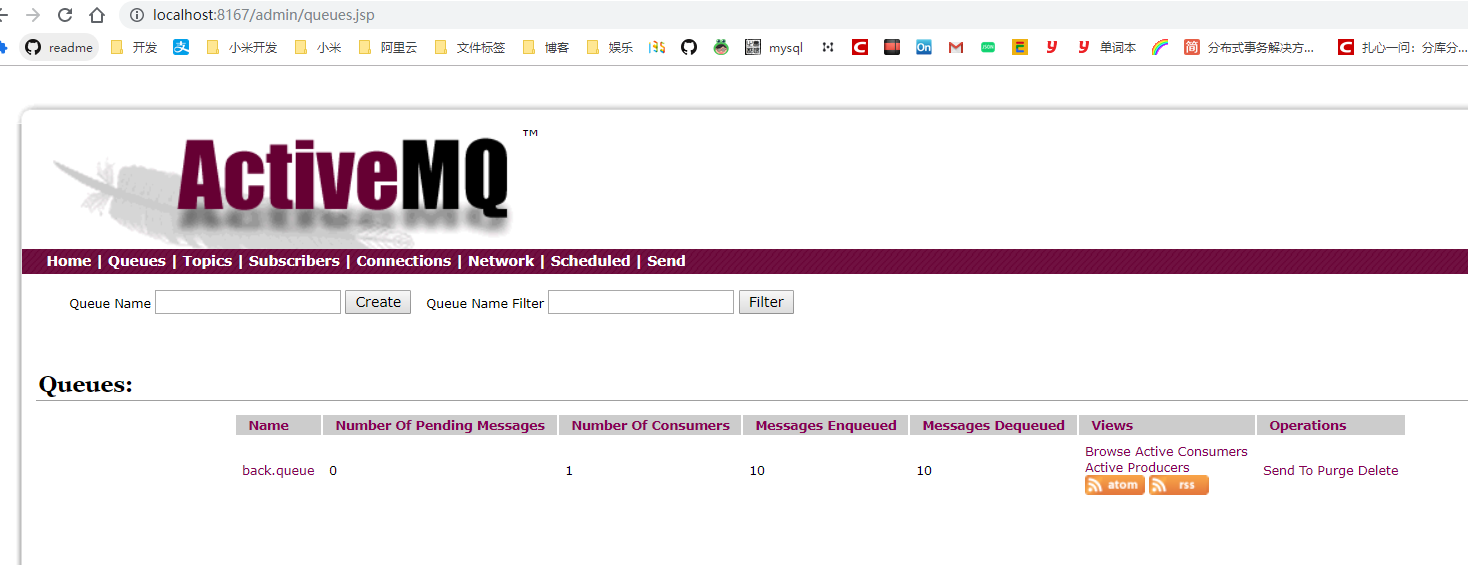 localhost:8167/admin/queues.jsp
readme 开发 小米开发 小米 阿里云 文件标签 博客 娱乐 mysql 单词本 分布式事务解决方... 扎心一问：分库分...
ActiveMQ ™
Home | Queues | Topics | Subscribers | Connections | Network | Scheduled | Send
Queue Name Create Queue Name Filter Filter
Queues:
Name Number Of Pending Messages Number Of Consumers Messages Enqueued Messages Dequeued Views Operations
back.queue 0 1 10 10 Browse Active Consumers
Active Producers
atom rss
Send To Purge Delete